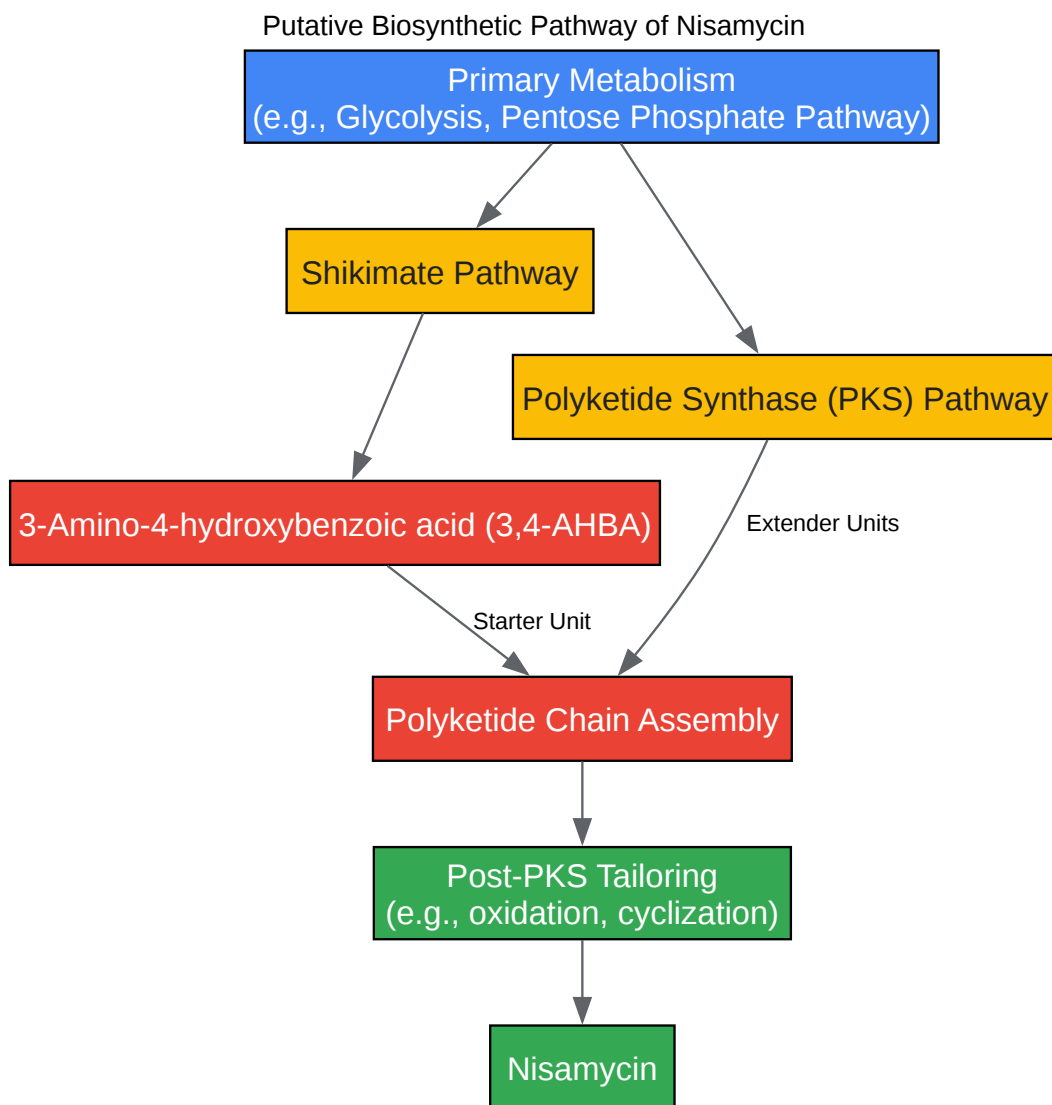 Putative Biosynthetic Pathway of Nisamycin
Primary Metabolism
(e.g., Glycolysis, Pentose Phosphate Pathway)
Shikimate Pathway
Polyketide Synthase (PKS) Pathway
3-Amino-4-hydroxybenzoic acid (3,4-AHBA)
Extender Units
Starter Unit
Polyketide Chain Assembly
Post-PKS Tailoring
(e.g., oxidation, cyclization)
Nisamycin